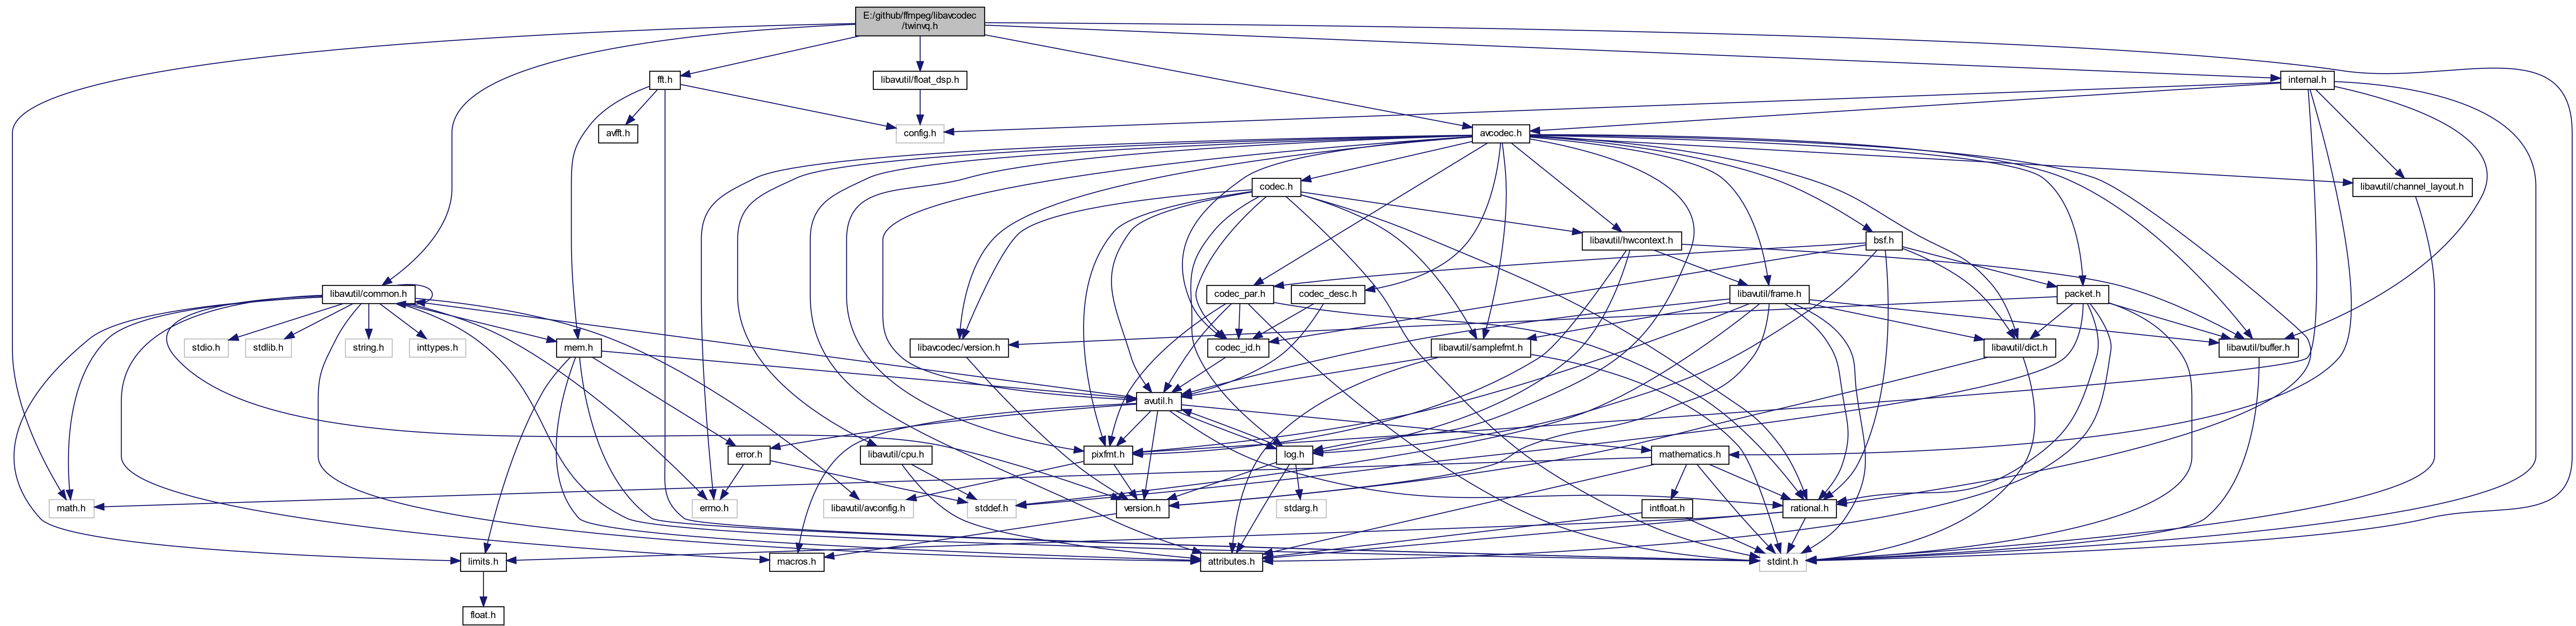 E:/github/ffmpeg/libavcodec
/twinvq.h
fft.h
libavutil/float_dsp.h
internal.h
avfft.h
config.h
avcodec.h
codec.h
libavutil/channel_layout.h
libavutil/hwcontext.h
bsf.h
libavutil/common.h
codec_par.h
codec_desc.h
libavutil/frame.h
packet.h
stdio.h
stdlib.h
string.h
inttypes.h
mem.h
libavcodec/version.h
codec_id.h
libavutil/samplefmt.h
libavutil/dict.h
libavutil/buffer.h
avutil.h
error.h
libavutil/cpu.h
pixfmt.h
log.h
mathematics.h
math.h
errno.h
libavutil/avconfig.h
stddef.h
version.h
stdarg.h
intfloat.h
rational.h
limits.h
macros.h
attributes.h
stdint.h
float.h